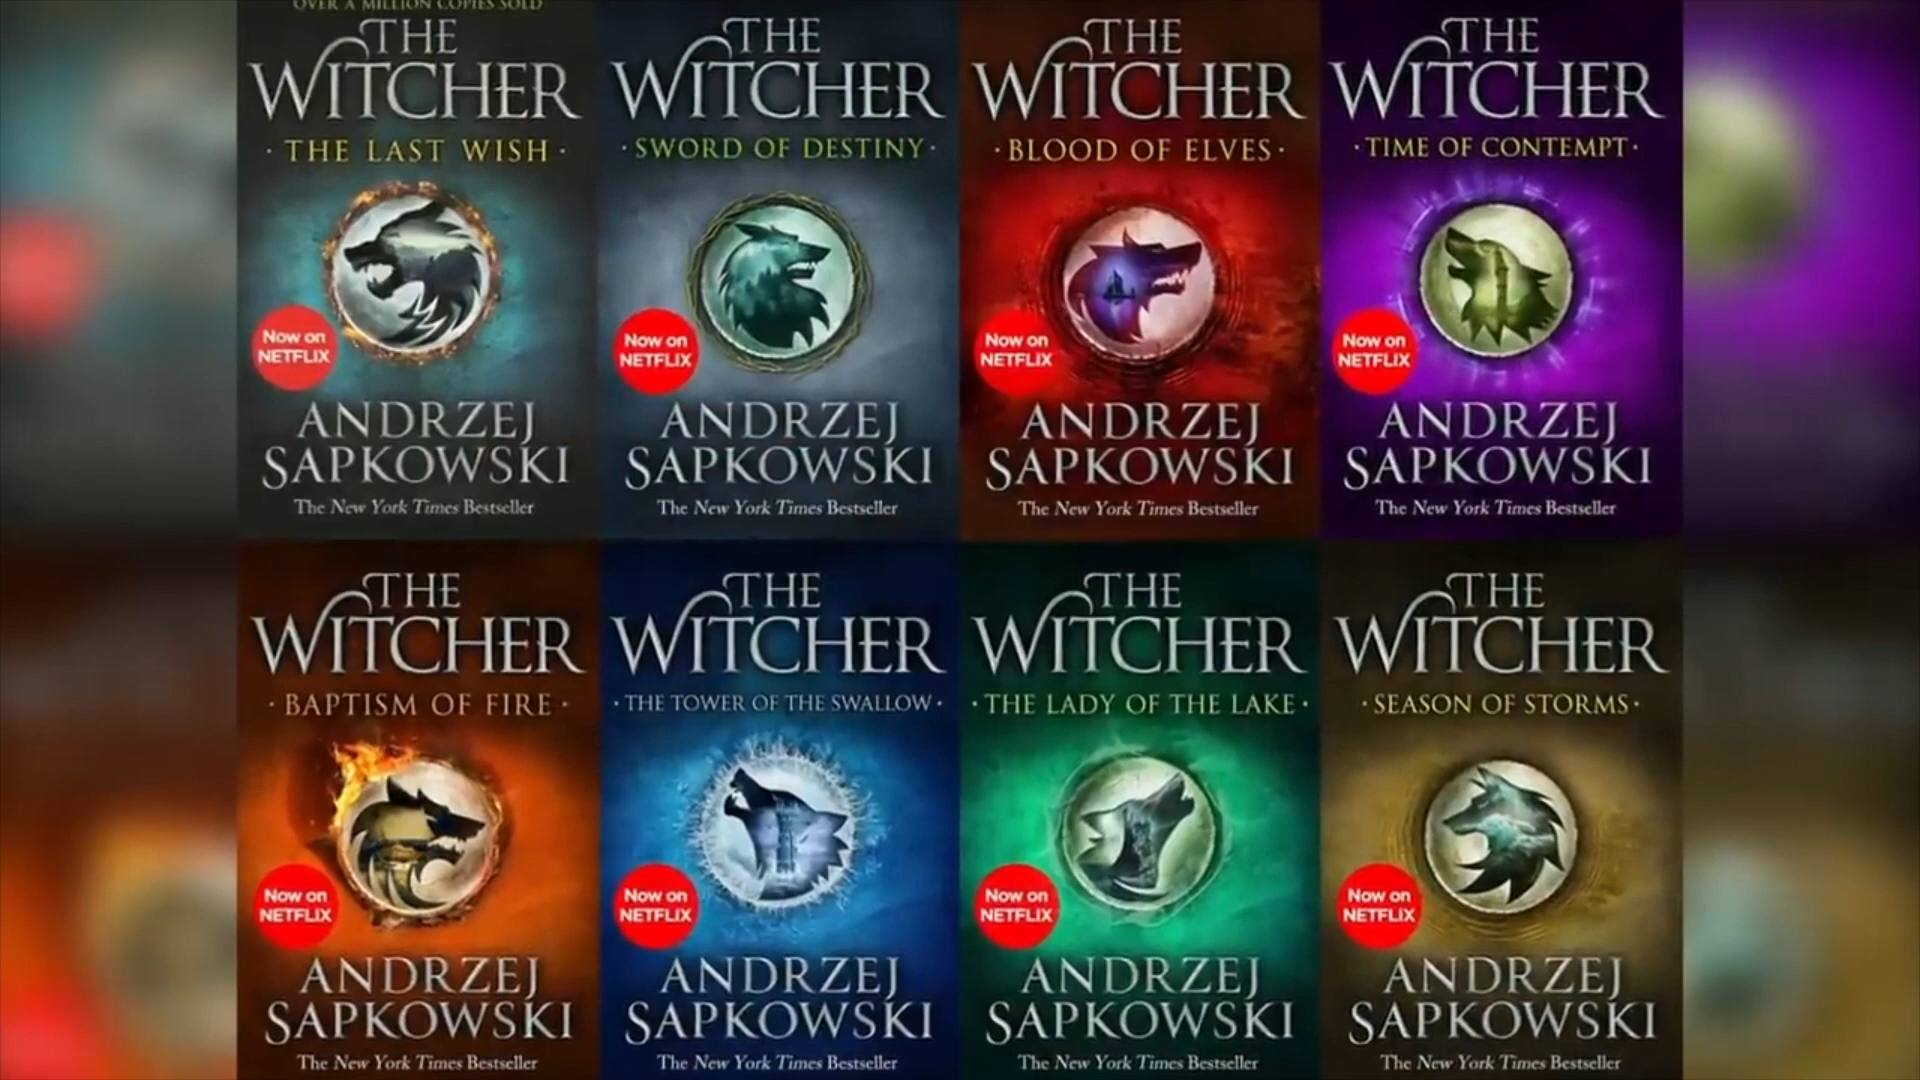 OVER A MILLION COPIES SOLD
THE
WITCHER
· THE LAST WISH ·
Now on
NETFLIX
ANDRZEJ
SAPKOWSKI
The New York Times Bestseller
THE
WITCHER
· SWORD OF DESTINY ·
Now on
NETFLIX
ANDRZEJ
SAPKOWSKI
The New York Times Bestseller
THE
WITCHER
· BLOOD OF ELVES ·
Now on
NETFLIX
ANDRZEJ
SAPKOWSKI
The New York Times Bestseller
THE
WITCHER
· TIME OF CONTEMPT ·
Now on
NETFLIX
ANDRZEJ
SAPKOWSKI
The New York Times Bestseller
THE
WITCHER
· BAPTISM OF FIRE ·
Now on
NETFLIX
ANDRZEJ
SAPKOWSKI
The New York Times Bestseller
THE
WITCHER
· THE TOWER OF THE SWALLOW ·
Now on
NETFLIX
ANDRZEJ
SAPKOWSKI
The New York Times Bestseller
THE
WITCHER
· THE LADY OF THE LAKE ·
Now on
NETFLIX
ANDRZEJ
SAPKOWSKI
The New York Times Bestseller
THE
WITCHER
· SEASON OF STORMS ·
Now on
NETFLIX
ANDRZEJ
SAPKOWSKI
The New York Times Bestseller